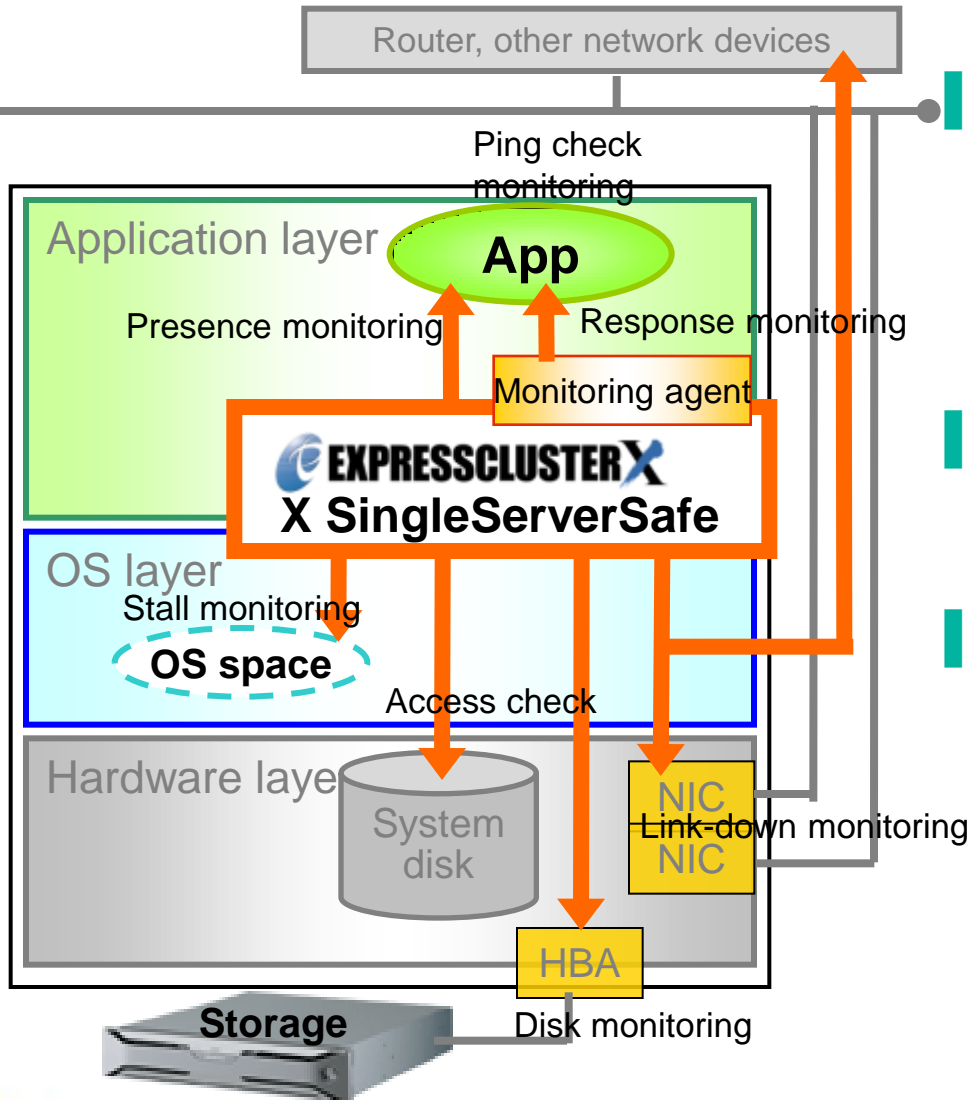 Router, other network devices
Ping check
monitoring
Application layer
App
Presence monitoring
Response monitoring
Monitoring agent
EXPRESSCLUSTER X
X SingleServerSafe
OS layer
Stall monitoring
OS space
Access check
Hardware layer
System
disk
NIC
Link-down monitoring
NIC
HBA
Storage
Disk monitoring